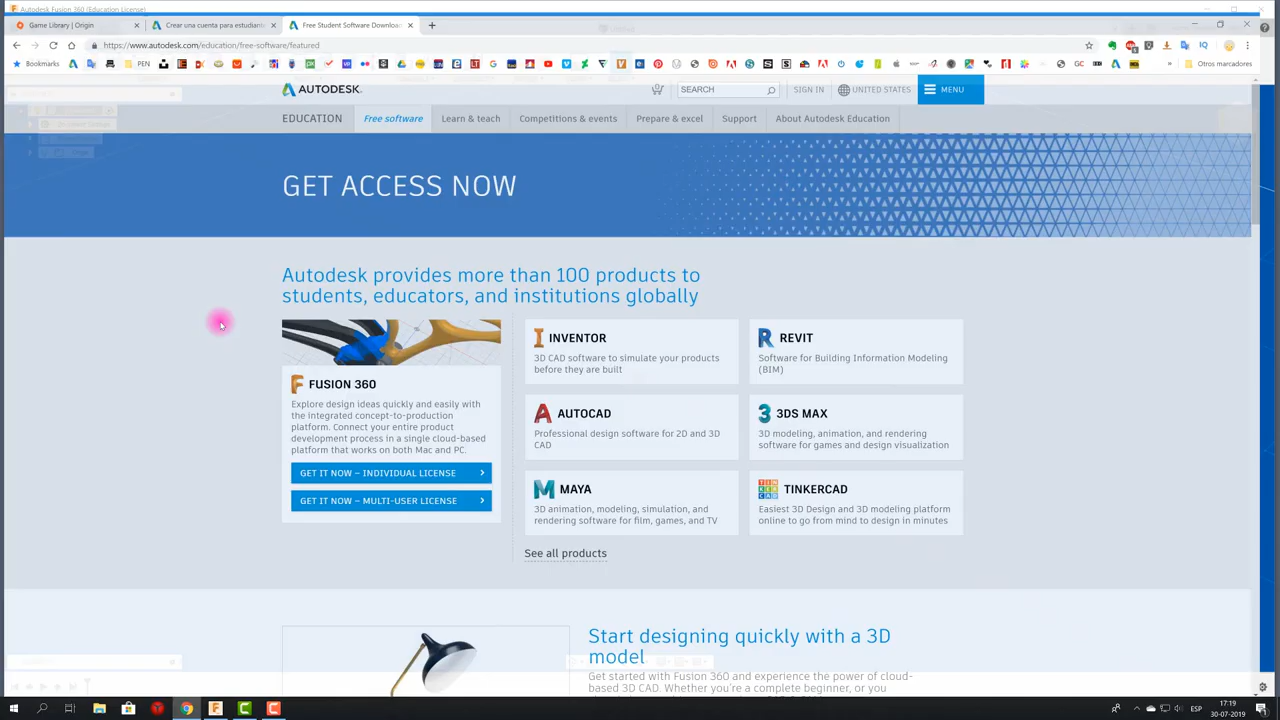 Autodesk Fusion 360 (Education License)
Game Library | Origin
Crear una cuenta para estudiante
Free Student Software Downloads
https://www.autodesk.com/education/free-software/featured
Bookmarks
PEN
GC
Otros marcadores
AUTODESK.
SEARCH
SIGN IN
UNITED STATES
MENU
EDUCATION
Free software
Learn & teach
Competitions & events
Prepare & excel
Support
About Autodesk Education
GET ACCESS NOW
Autodesk provides more than 100 products to
students, educators, and institutions globally
FUSION 360
Explore design ideas quickly and easily with
the integrated concept-to-production
platform. Connect your entire product
development process in a single cloud-based
platform that works on both Mac and PC.
GET IT NOW – INDIVIDUAL LICENSE
GET IT NOW – MULTI-USER LICENSE
INVENTOR
3D CAD software to simulate your products
before they are built
REVIT
Software for Building Information Modeling
(BIM)
AUTOCAD
Professional design software for 2D and 3D
CAD
3DS MAX
3D modeling, animation, and rendering
software for games and design visualization
MAYA
3D animation, modeling, simulation, and
rendering software for film, games, and TV
TINKERCAD
Easiest 3D Design and 3D modeling platform
online to go from mind to design in minutes
See all products
Start designing quickly with a 3D
model
Get started with Fusion 360 and experience the power of cloud-
based 3D CAD. Whether you're a complete beginner, or you
ESP
17:19
30-07-2019